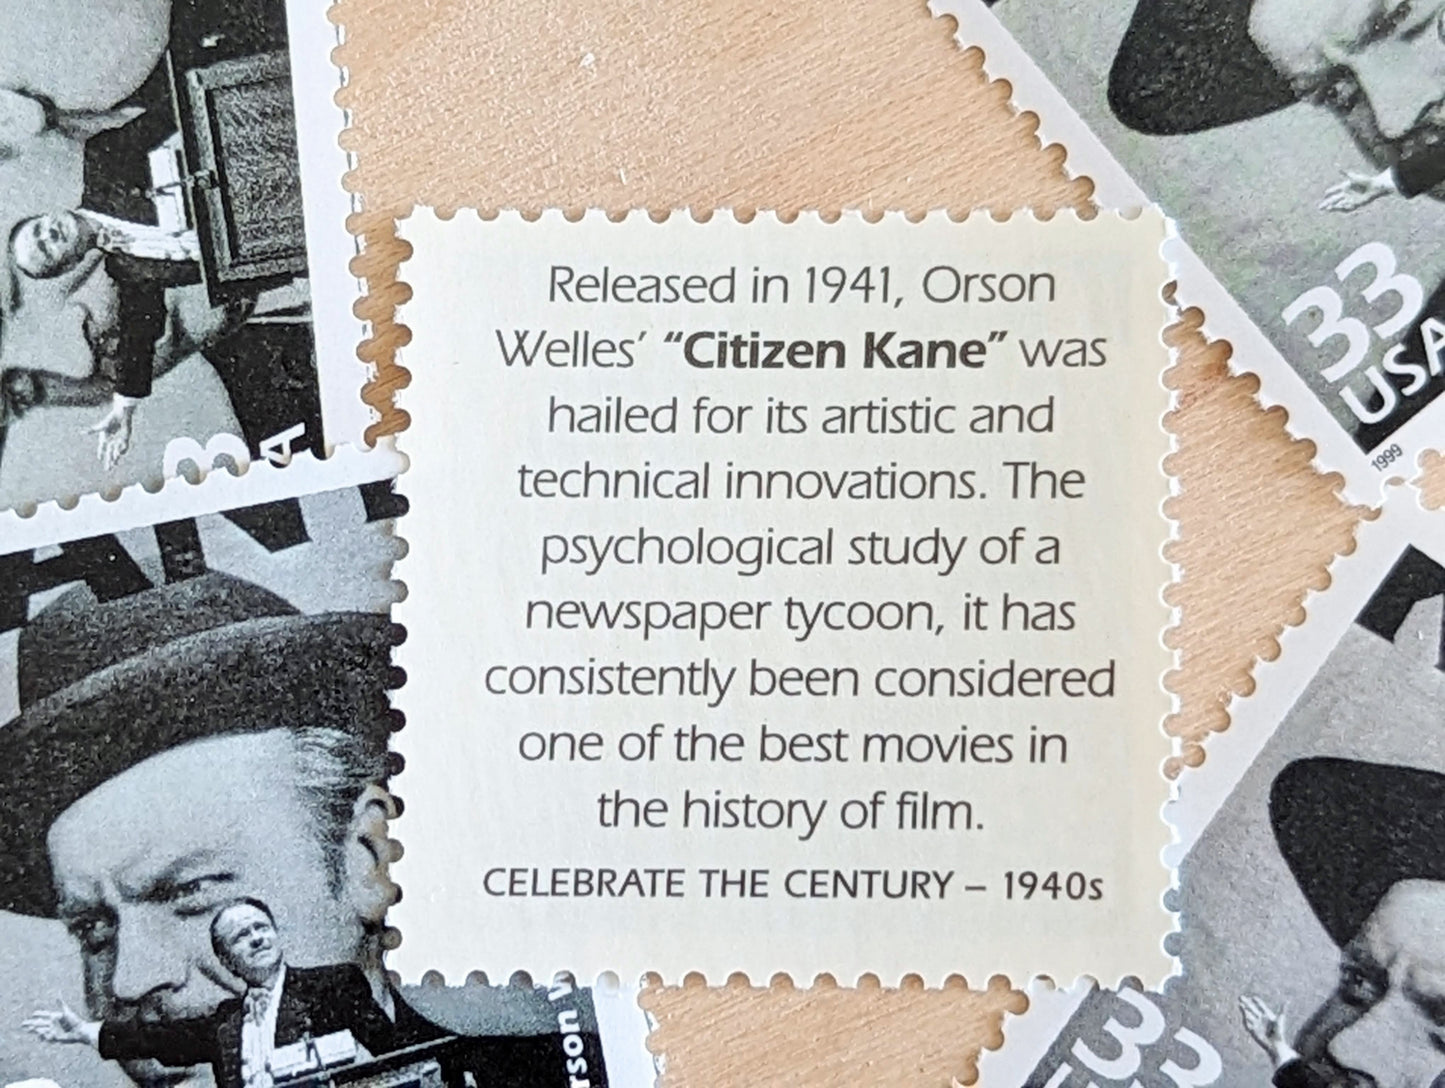 Released in 1941, Orson
Welles’ “Citizen Kane” was
hailed for its artistic and
technical innovations. The
psychological study of a
newspaper tycoon, it has
consistently been considered
one of the best movies in
the history of film.
CELEBRATE THE CENTURY – 1940s
33
USA
1999
33